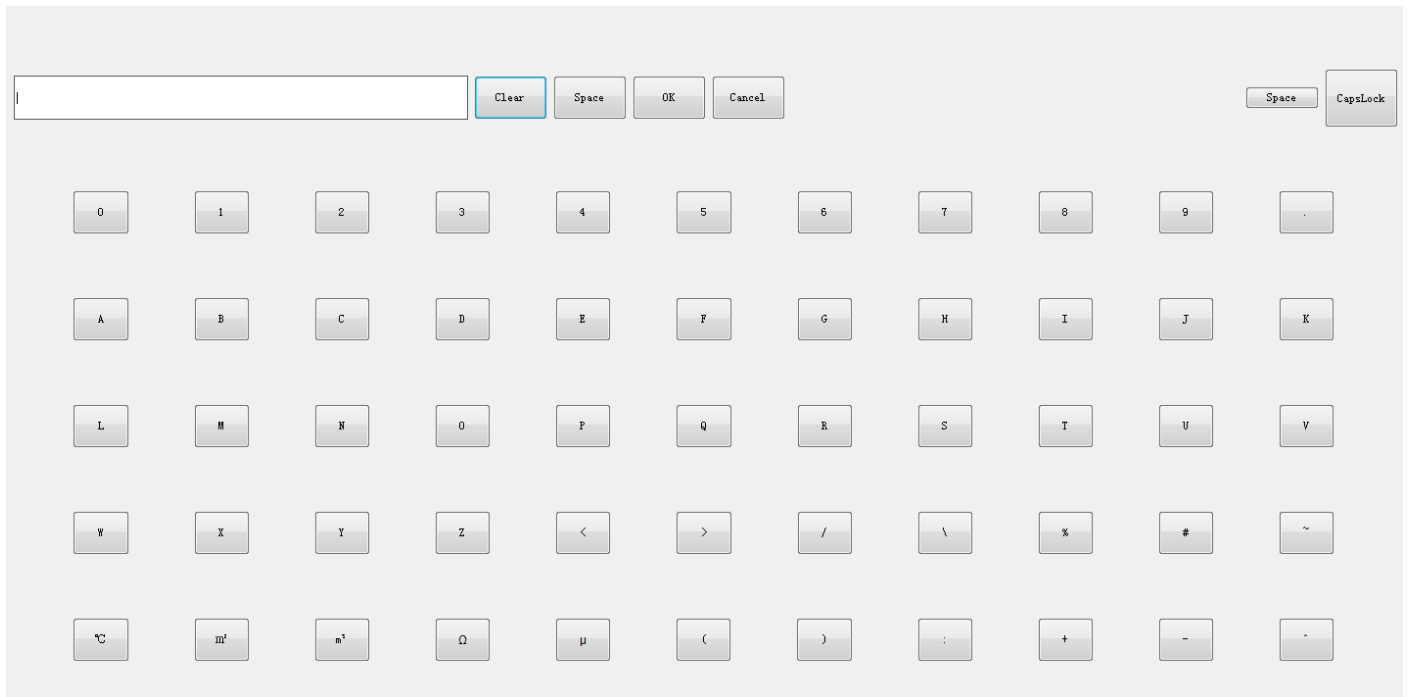 Clear Space OK Cancel Space CapsLock
0 1 2 3 4 5 6 7 8 9 .
A B C D E F G H I J K
L M N O P Q R S T U V
W X Y Z < > / \ % # ~
℃ m² m³ Ω μ ( ) : + - ^